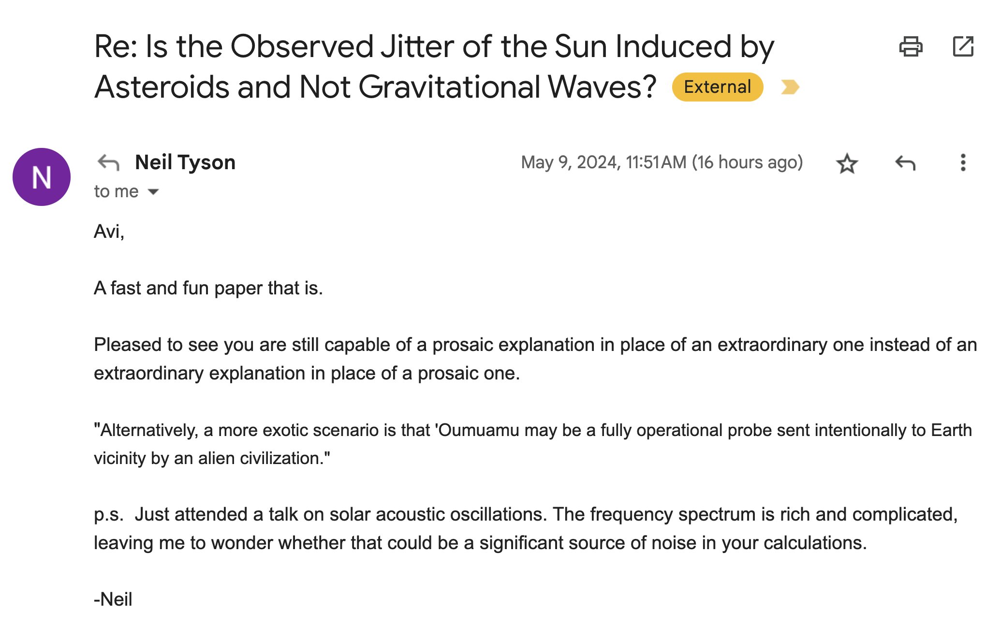 Re: Is the Observed Jitter of the Sun Induced by
Asteroids and Not Gravitational Waves? External
N
Neil Tyson
May 9, 2024, 11:51 AM (16 hours ago)
to me
Avi,
A fast and fun paper that is.
Pleased to see you are still capable of a prosaic explanation in place of an extraordinary one instead of an
extraordinary explanation in place of a prosaic one.
"Alternatively, a more exotic scenario is that 'Oumuamu may be a fully operational probe sent intentionally to Earth
vicinity by an alien civilization."
p.s.  Just attended a talk on solar acoustic oscillations. The frequency spectrum is rich and complicated,
leaving me to wonder whether that could be a significant source of noise in your calculations.
-Neil